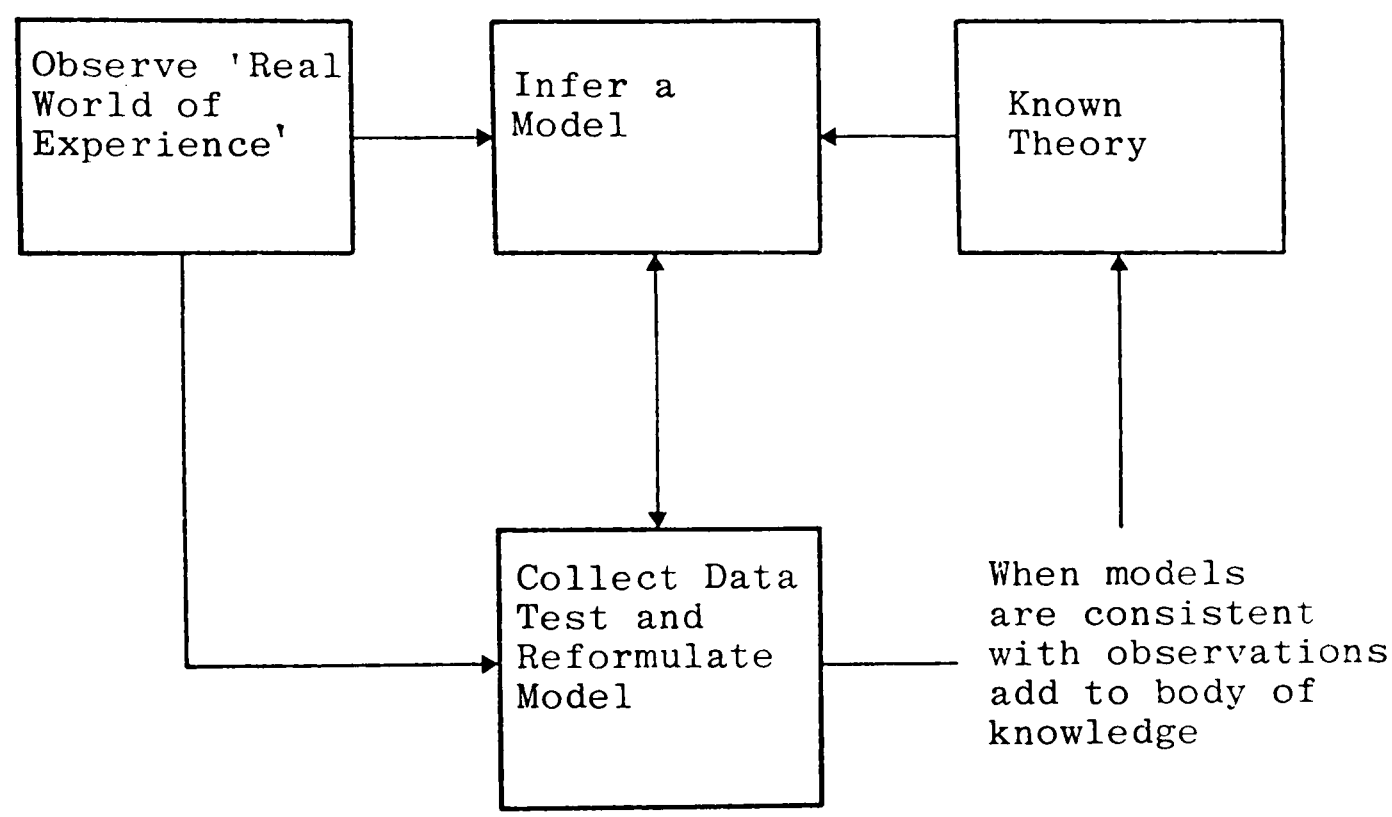 Observe 'Real
World of
Experience'
Infer a
Model
Known
Theory
Collect Data
Test and
Reformulate
Model
When models
are consistent
with observations
add to body of
knowledge